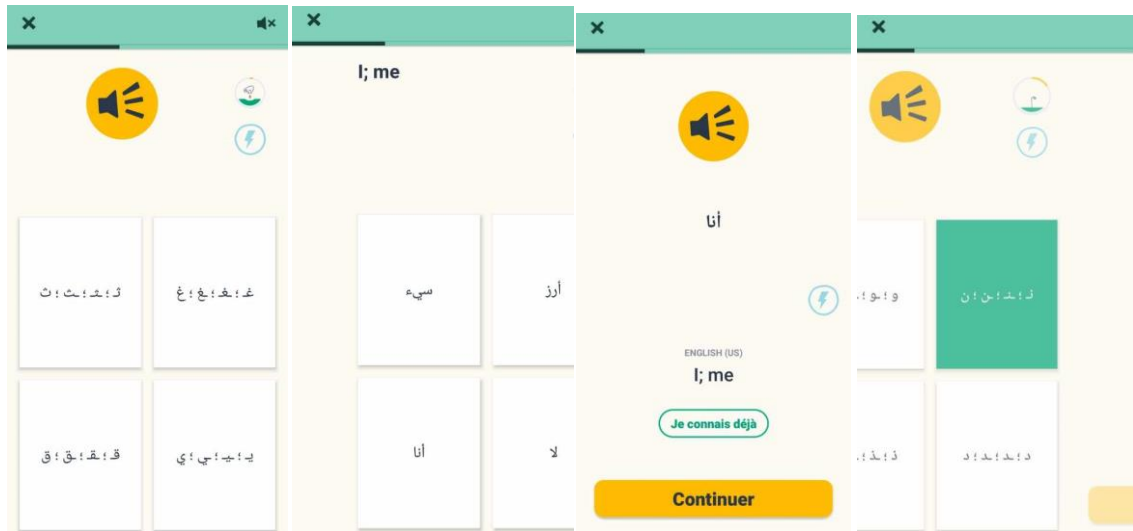 ث؛ـث؛ـثـ؛ثـ
غ؛ـغ؛ـغـ؛غـ
ق؛ـق؛ـقـ؛قـ
ي؛ـي؛ـيـ؛يـ
I; me
سيء
أرز
أنا
لا
أنا
ENGLISH (US)
I; me
Je connais déjà
Continuer
ن؛ـن؛ـنـ؛نـ
د؛ـد؛ـد؛د